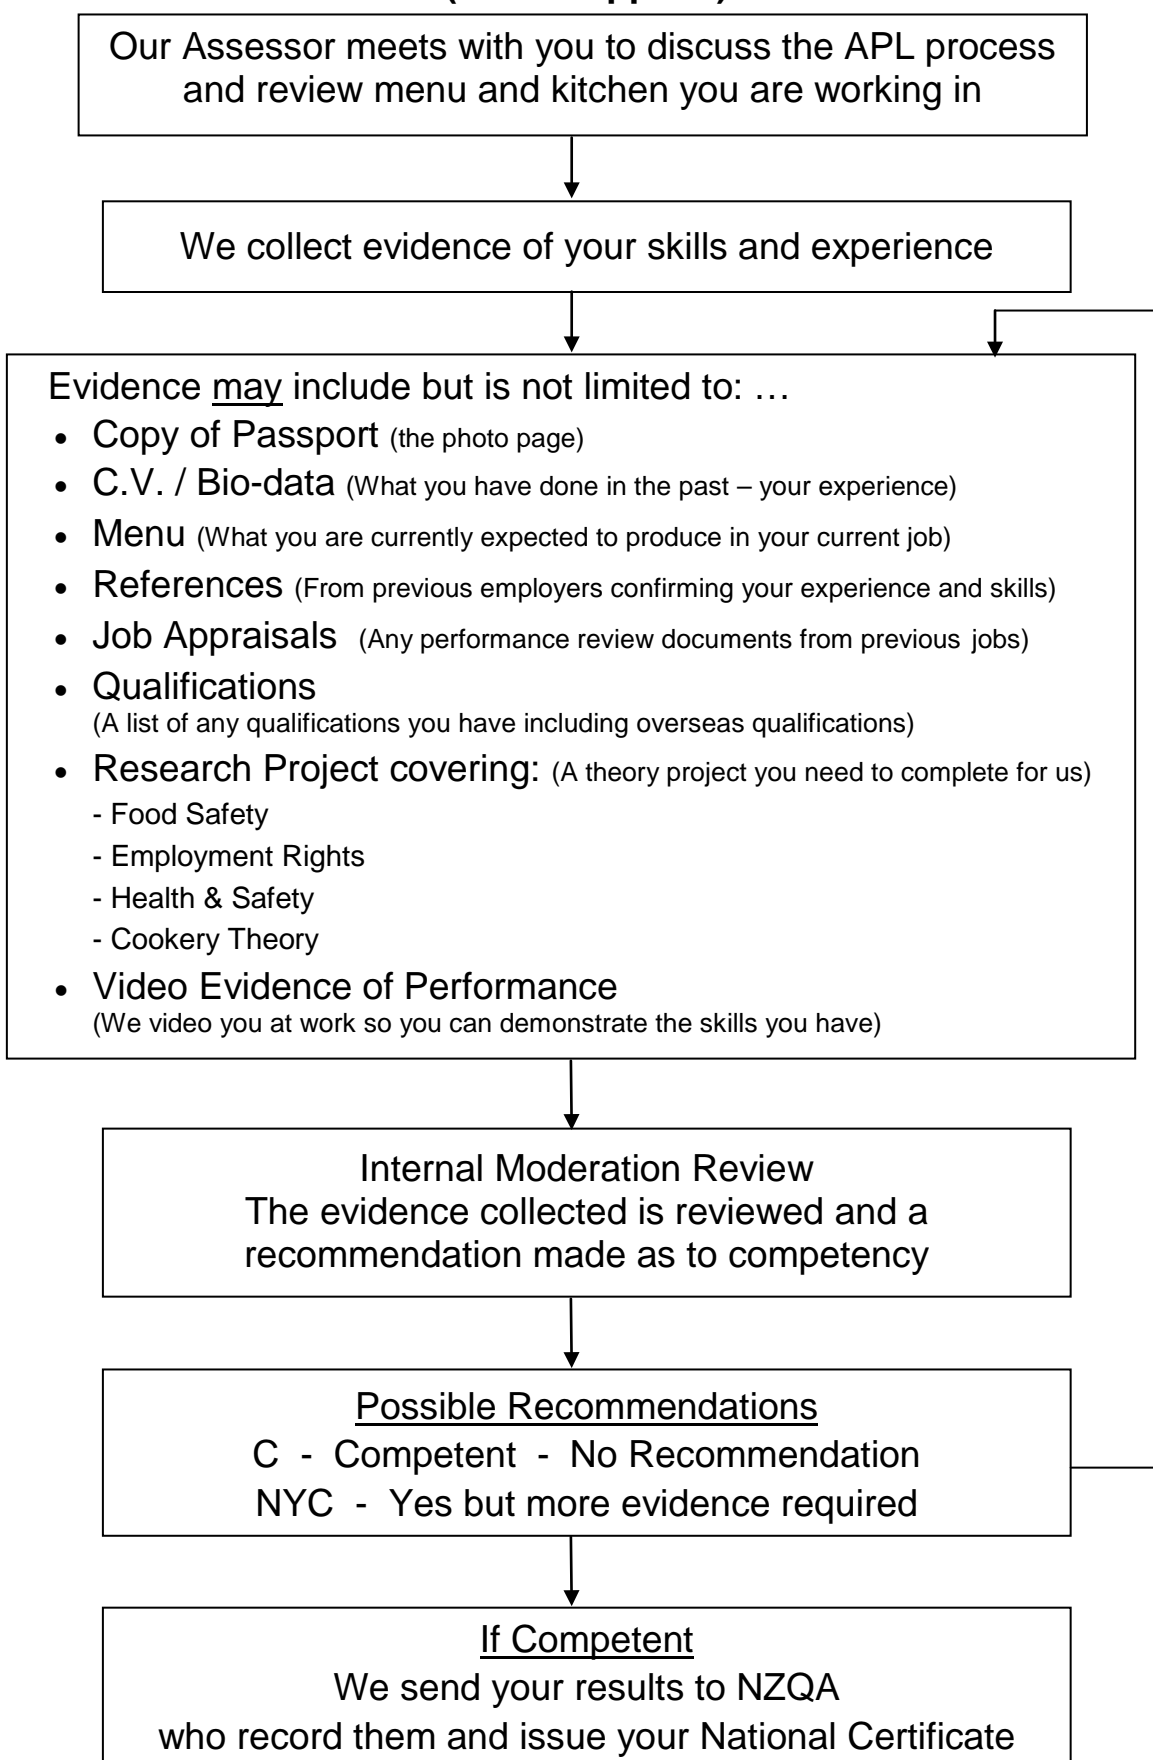 Our Assessor meets with you to discuss the APL process
and review menu and kitchen you are working in
We collect evidence of your skills and experience
Evidence may include but is not limited to: …
• Copy of Passport (the photo page)
• C.V. / Bio-data (What you have done in the past – your experience)
• Menu (What you are currently expected to produce in your current job)
• References (From previous employers confirming your experience and skills)
• Job Appraisals (Any performance review documents from previous jobs)
• Qualifications
(A list of any qualifications you have including overseas qualifications)
• Research Project covering: (A theory project you need to complete for us)
- Food Safety
- Employment Rights
- Health & Safety
- Cookery Theory
• Video Evidence of Performance
(We video you at work so you can demonstrate the skills you have)
Internal Moderation Review
The evidence collected is reviewed and a
recommendation made as to competency
Possible Recommendations
C - Competent - No Recommendation
NYC - Yes but more evidence required
If Competent
We send your results to NZQA
who record them and issue your National Certificate